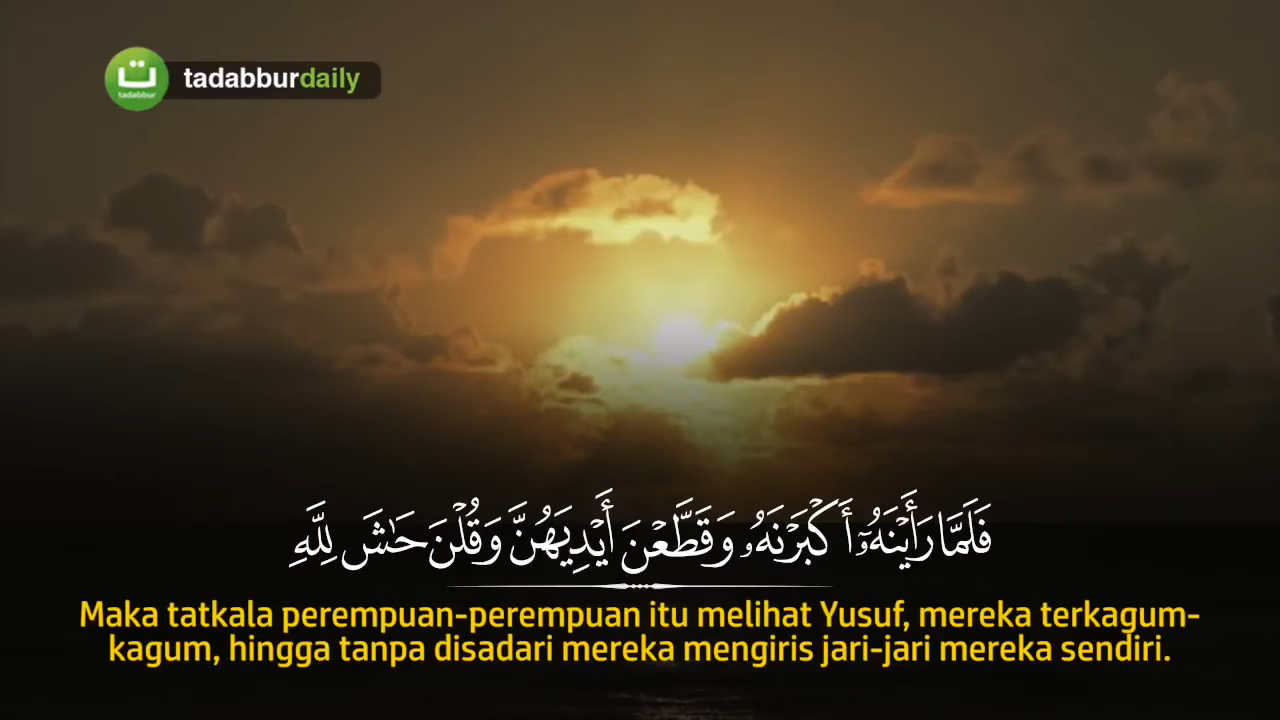 ت
tadabbur
tadabburdaily
فَلَمَّا رَأَيْنَهُۥٓ أَكْبَرْنَهُۥ وَقَطَّعْنَ أَيْدِيَهُنَّ وَقُلْنَ حَٰشَ لِلَّهِ
Maka tatkala perempuan-perempuan itu melihat Yusuf, mereka terkagum-
kagum, hingga tanpa disadari mereka mengiris jari-jari mereka sendiri.